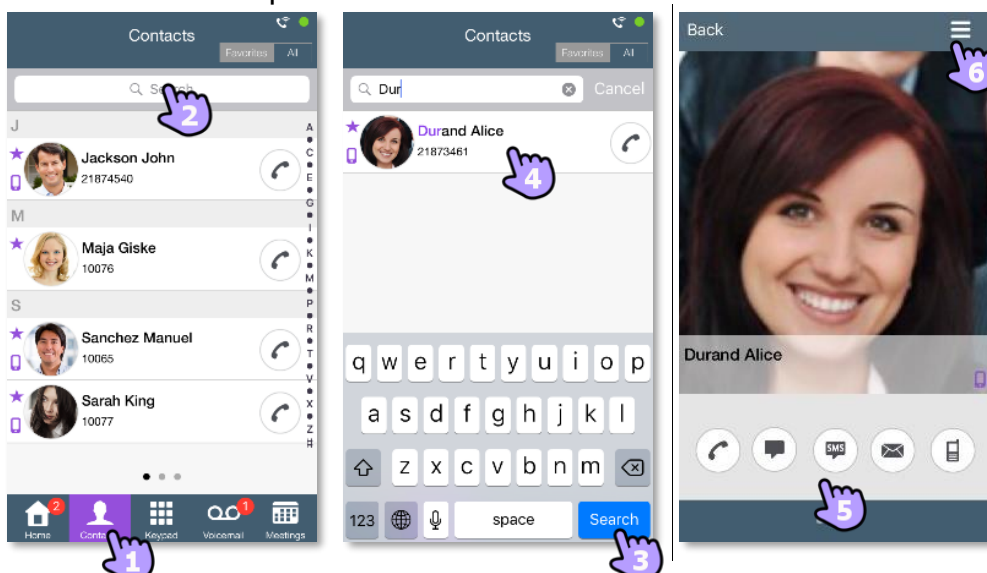 Contacts
Favorites All
Search
2
J
Jackson John
21874540
M
Maja Giske
10076
S
Sanchez Manuel
10065
Sarah King
10077
A
C
E
G
I
K
M
P
R
T
V
X
Z
#
2
1
Home Keypad Voicemail Meetings
1
Contacts
Favorites All
Dur Cancel
Durand Alice
21873461
4
q w e r t y u i o p
a s d f g h j k l
z x c v b n m
123 space Search
3
Back
6
Durand Alice
SMS
5